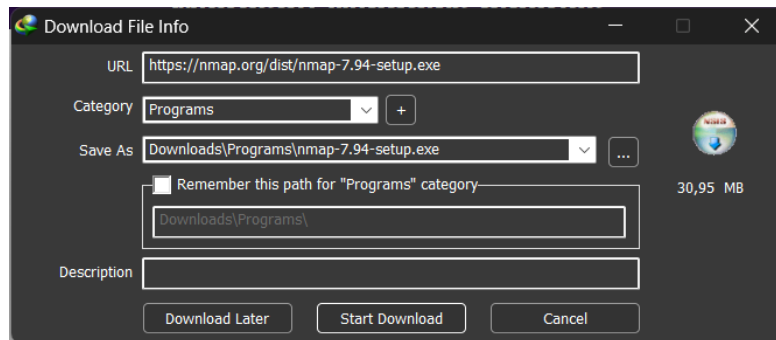 Download File Info
URL https://nmap.org/dist/nmap-7.94-setup.exe
Category Programs +
Save As Downloads\Programs\nmap-7.94-setup.exe ...
Remember this path for "Programs" category
30,95 MB
Downloads\Programs\
Description
Download Later Start Download Cancel